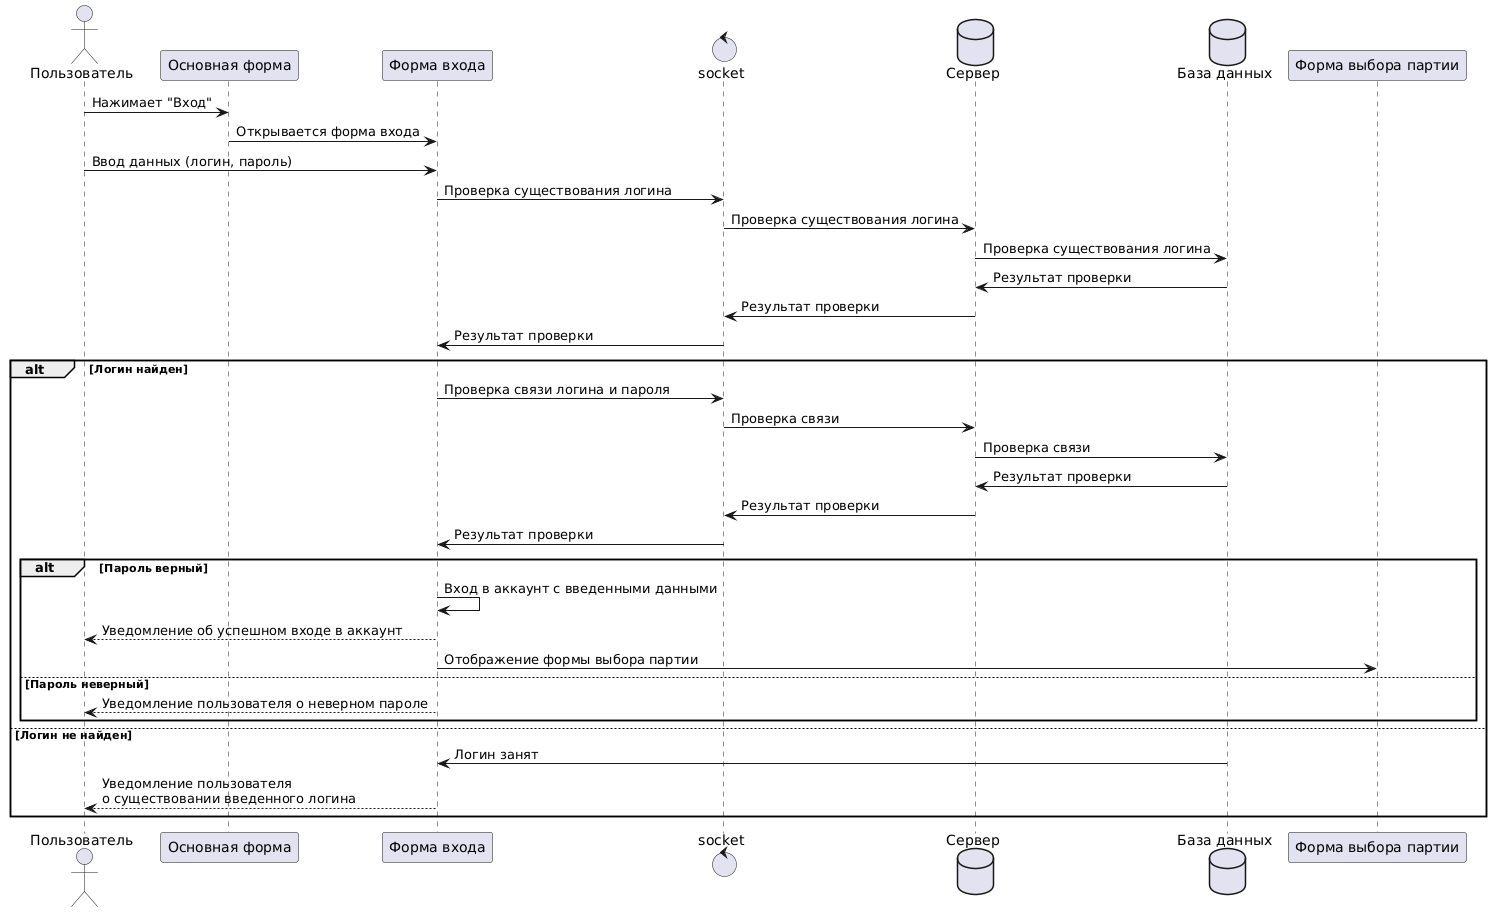 Пользователь
Основная форма
Форма входа
socket
Сервер
База данных
Форма выбора партии
Нажимает "Вход"
Открывается форма входа
Ввод данных (логин, пароль)
Проверка существования логина
Проверка существования логина
Проверка существования логина
Результат проверки
Результат проверки
Результат проверки
alt
[Логин найден]
Проверка связи логина и пароля
Проверка связи
Проверка связи
Результат проверки
Результат проверки
Результат проверки
alt
[Пароль верный]
Вход в аккаунт с введенными данными
Уведомление об успешном входе в аккаунт
Отображение формы выбора партии
[Пароль неверный]
Уведомление пользователя о неверном пароле
[Логин не найден]
Логин занят
Уведомление пользователя
о существовании введенного логина
Пользователь
Основная форма
Форма входа
socket
Сервер
База данных
Форма выбора партии